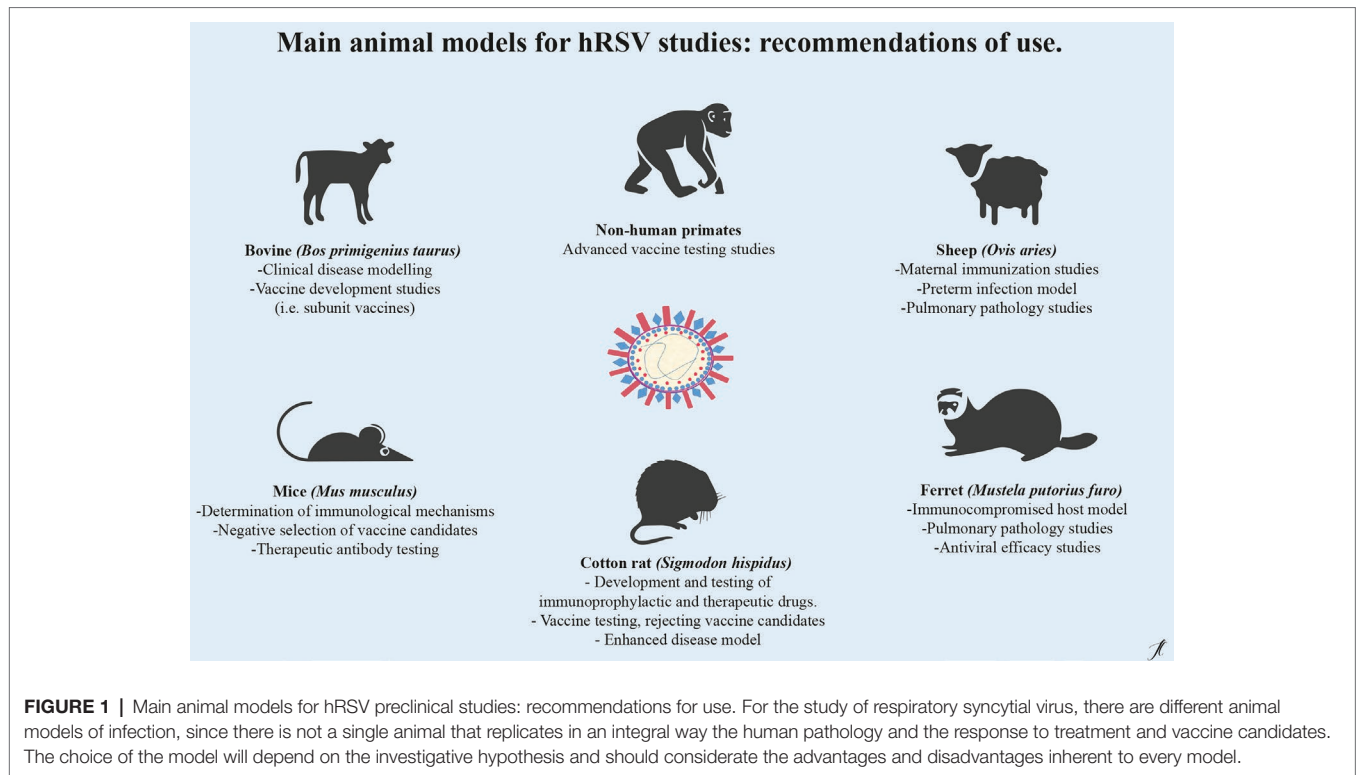 Main animal models for hRSV studies: recommendations of use.
Non-human primates
Advanced vaccine testing studies
Bovine (Bos primigenius taurus)
-Clinical disease modelling
-Vaccine development studies
(i.e. subunit vaccines)
Sheep (Ovis aries)
-Maternal immunization studies
-Preterm infection model
-Pulmonary pathology studies
Mice (Mus musculus)
-Determination of immunological mechanisms
-Negative selection of vaccine candidates
-Therapeutic antibody testing
Cotton rat (Sigmodon hispidus)
- Development and testing of
immunoprophylactic and therapeutic drugs.
- Vaccine testing, rejecting vaccine candidates
- Enhanced disease model
Ferret (Mustela putorius furo)
-Immunocompromised host model
-Pulmonary pathology studies
-Antiviral efficacy studies
FIGURE 1 | Main animal models for hRSV preclinical studies: recommendations for use. For the study of respiratory syncytial virus, there are different animal
models of infection, since there is not a single animal that replicates in an integral way the human pathology and the response to treatment and vaccine candidates.
The choice of the model will depend on the investigative hypothesis and should considerate the advantages and disadvantages inherent to every model.